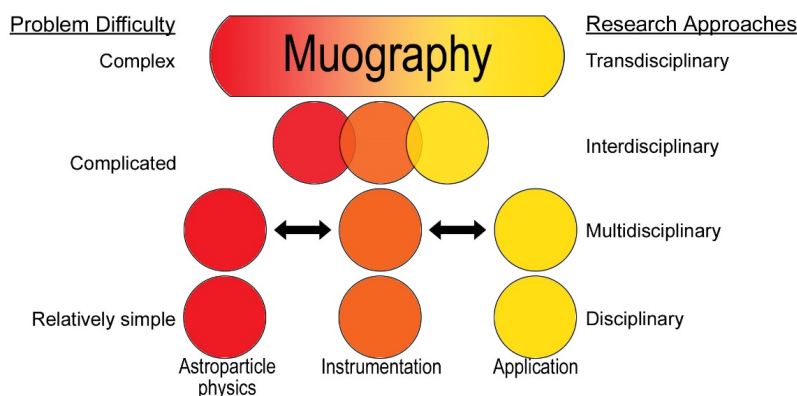 Problem Difficulty
Research Approaches
Complex
Muography
Transdisciplinary
Complicated
Interdisciplinary
Multidisciplinary
Relatively simple
Disciplinary
Astroparticle
physics
Instrumentation
Application